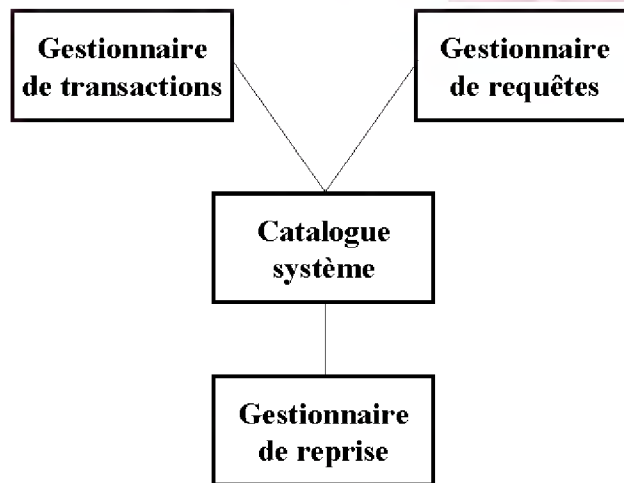 Gestionnaire
de transactions
Gestionnaire
de requêtes
Catalogue
système
Gestionnaire
de reprise